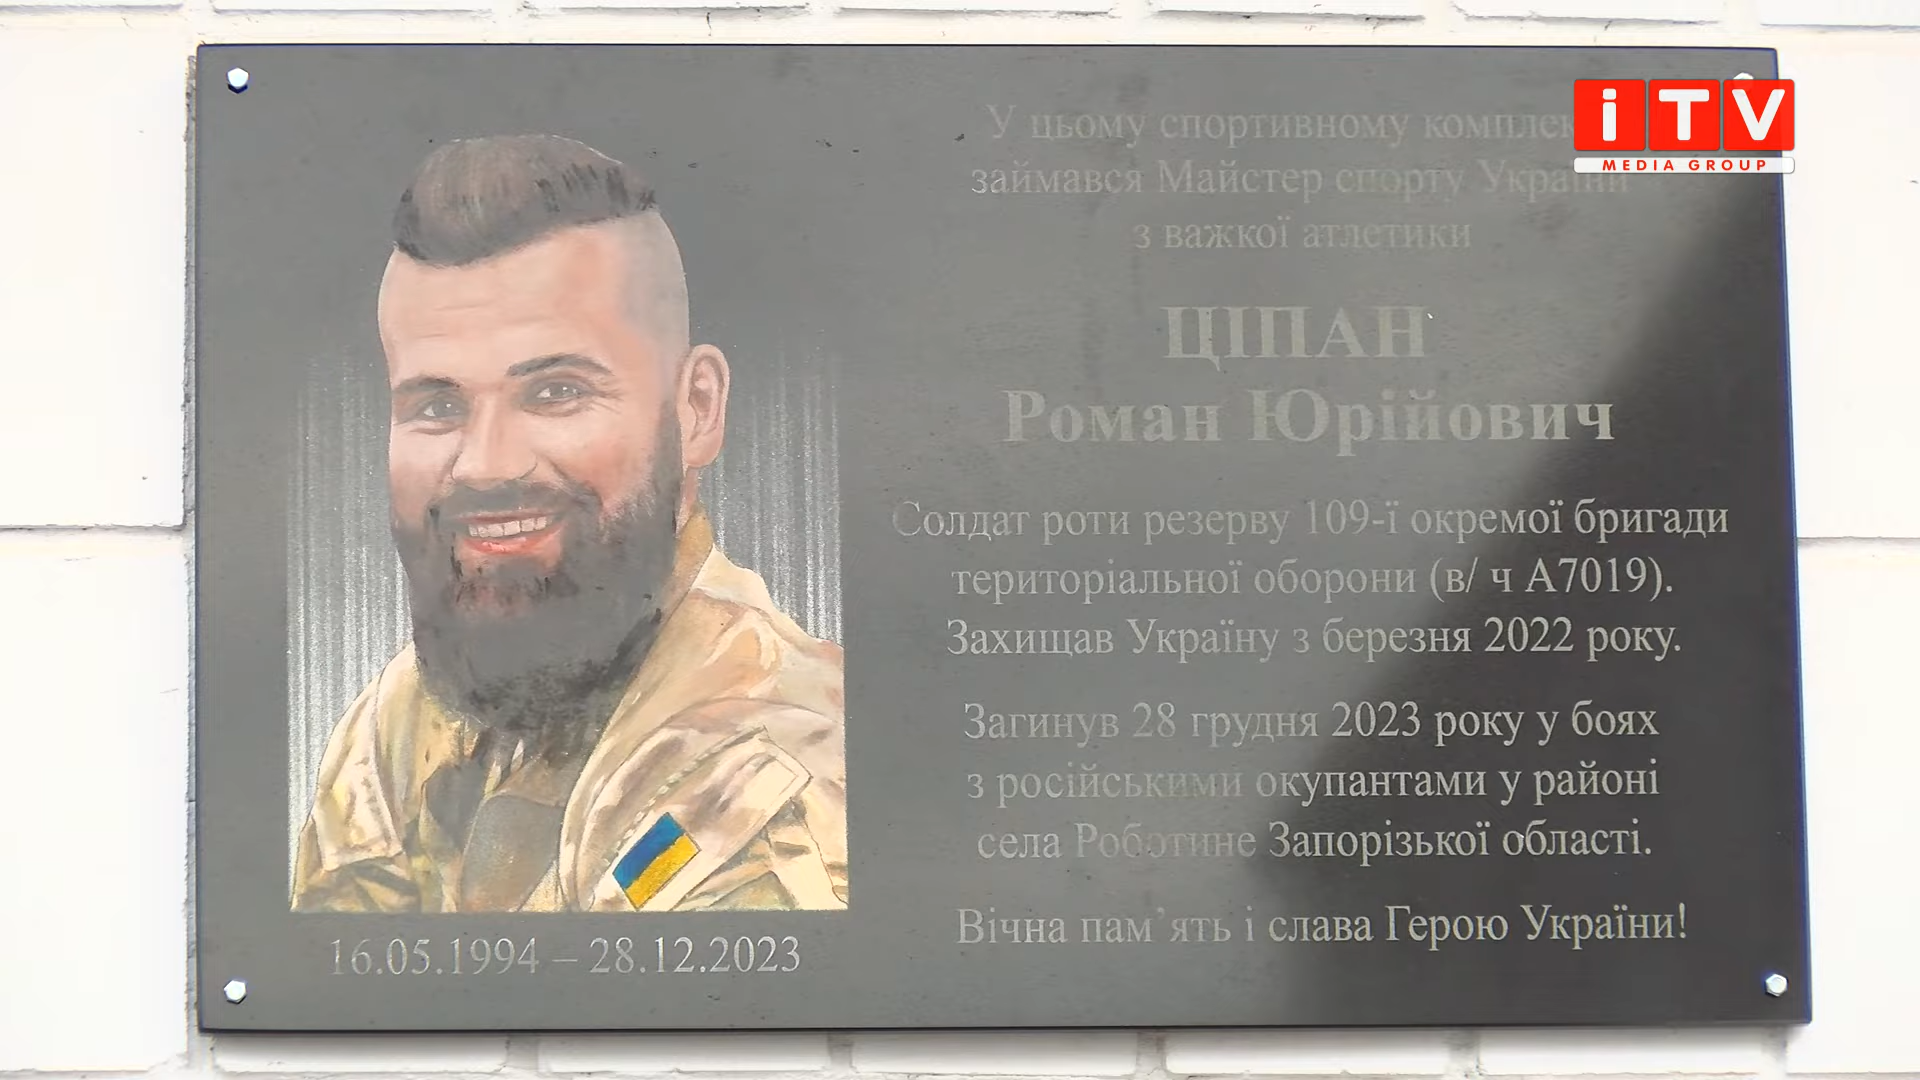 У цьому спортивному
займався Майстер спорту України
з важкої атлетики
ЦІПАН
Роман Юрійович
Солдат роти резерву 109-ї окремої бригади
територіальної оборони (в/ ч А7019).
Захищав Україну з березня 2022 року.
Загинув 28 грудня 2023 року у боях
з російськими окупантами у районі
села Роботине Запорізької області.
Вічна пам’ять і слава Герою України!
16.05.1994 – 28.12.2023
iTV
MEDIA GROUP